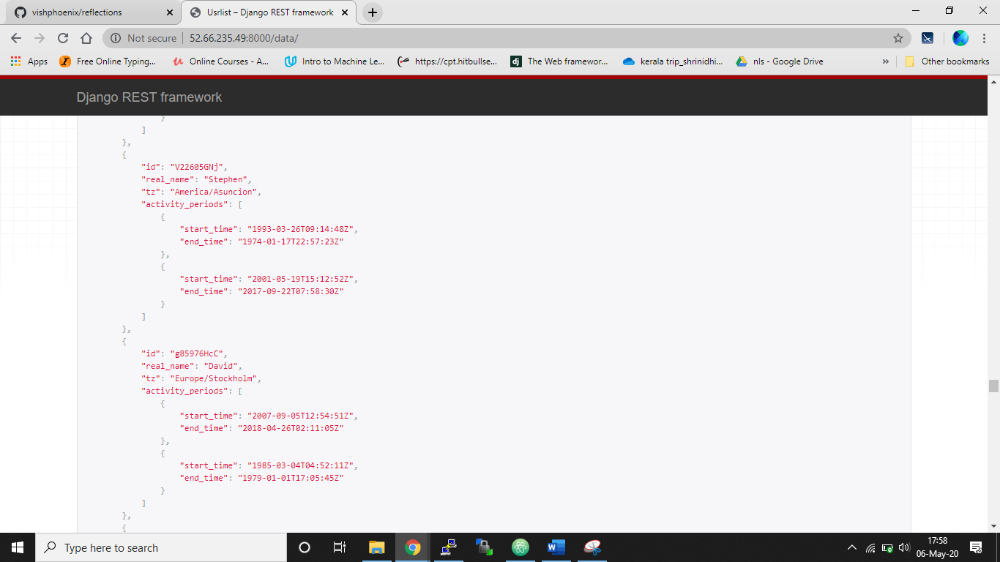 vishphoenix/reflections
Usrlist – Django REST framework
Not secure
52.66.235.49:8000/data/
Apps
Free Online Typing...
Online Courses - A...
Intro to Machine Le...
https://cpt.hitbullse...
The Web framewor...
kerala trip_shrinidhi...
nls - Google Drive
»
Other bookmarks
Django REST framework
}
]
},
{
"id": "V22605GNj",
"real_name": "Stephen",
"tz": "America/Asuncion",
"activity_periods": [
{
"start_time": "1993-03-26T09:14:48Z",
"end_time": "1974-01-17T22:57:23Z"
},
{
"start_time": "2001-05-19T15:12:52Z",
"end_time": "2017-09-22T07:58:30Z"
}
]
},
{
"id": "g85976HcC",
"real_name": "David",
"tz": "Europe/Stockholm",
"activity_periods": [
{
"start_time": "2007-09-05T12:54:51Z",
"end_time": "2018-04-26T02:11:05Z"
},
{
"start_time": "1985-03-04T04:52:11Z",
"end_time": "1979-01-01T17:05:45Z"
}
]
},
{
Type here to search
17:58
06-May-20